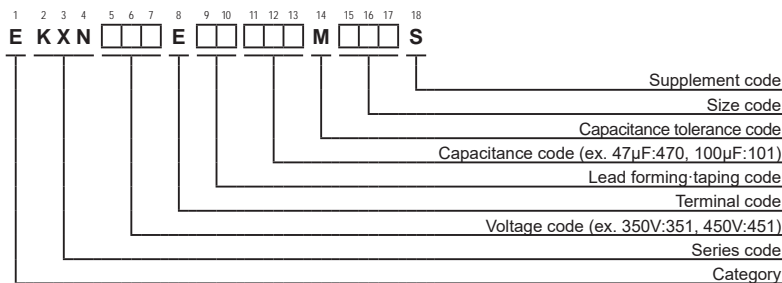 1 2 3 4 5 6 7 8 9 10 11 12 13 14 15 16 17 18
E KXN □□□ E □□ □□□ M □□□ S
Supplement code
Size code
Capacitance tolerance code
Capacitance code (ex. 47µF:470, 100µF:101)
Lead forming·taping code
Terminal code
Voltage code (ex. 350V:351, 450V:451)
Series code
Category